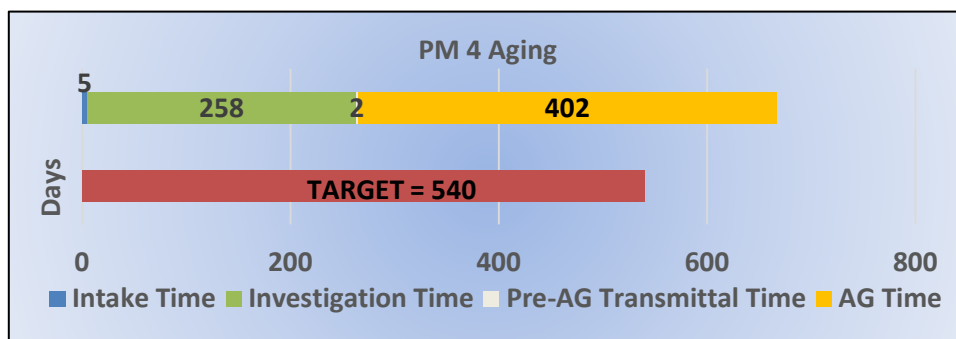 PM 4 Aging
5
258 2 402
TARGET = 540
Days
0 200 400 600 800
Intake Time Investigation Time Pre-AG Transmittal Time AG Time